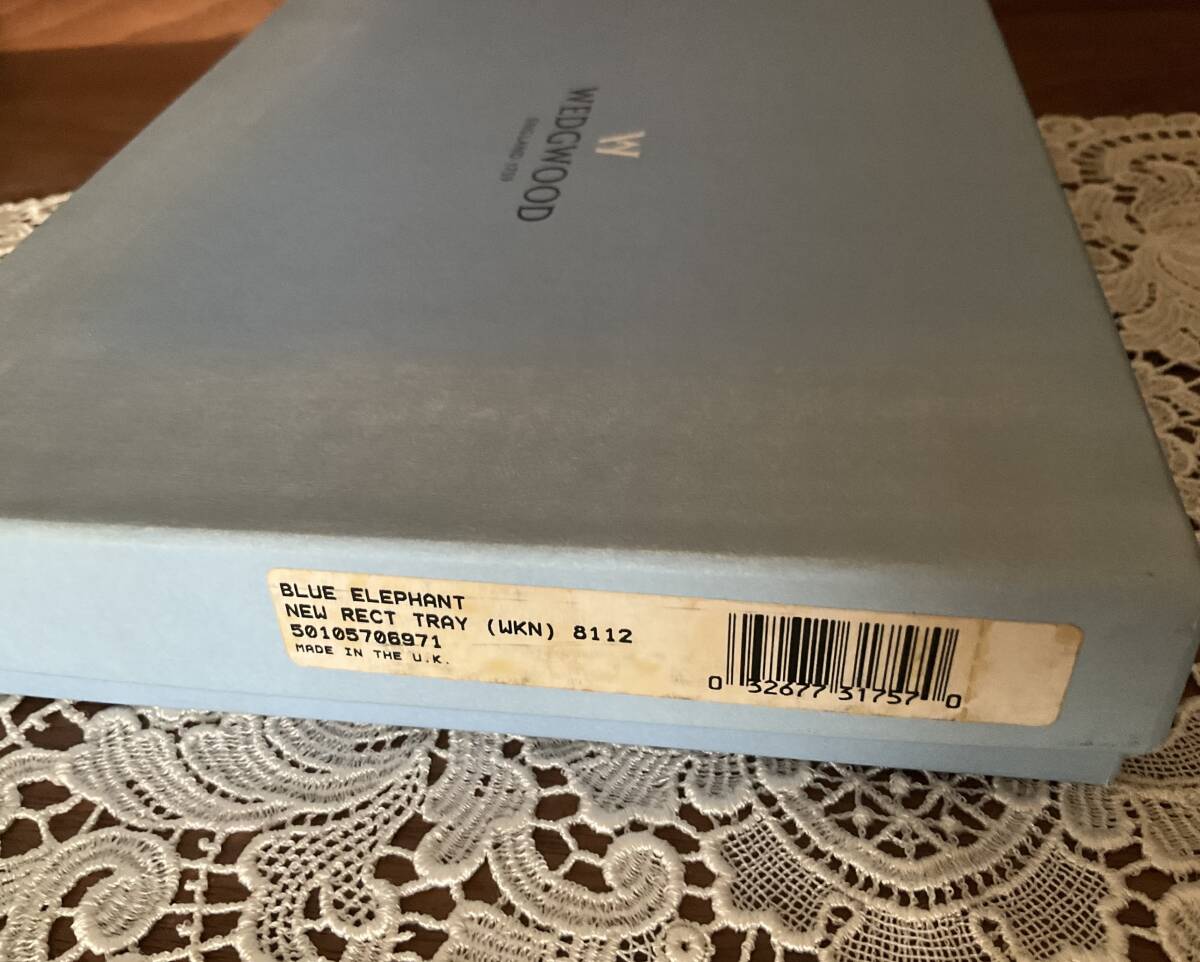 W
WEDGWOOD
ENGLAND 1759
BLUE ELEPHANT
NEW RECT TRAY (WKN) 8112
50105706971
MADE IN THE U.K.
0 32677 31757 0